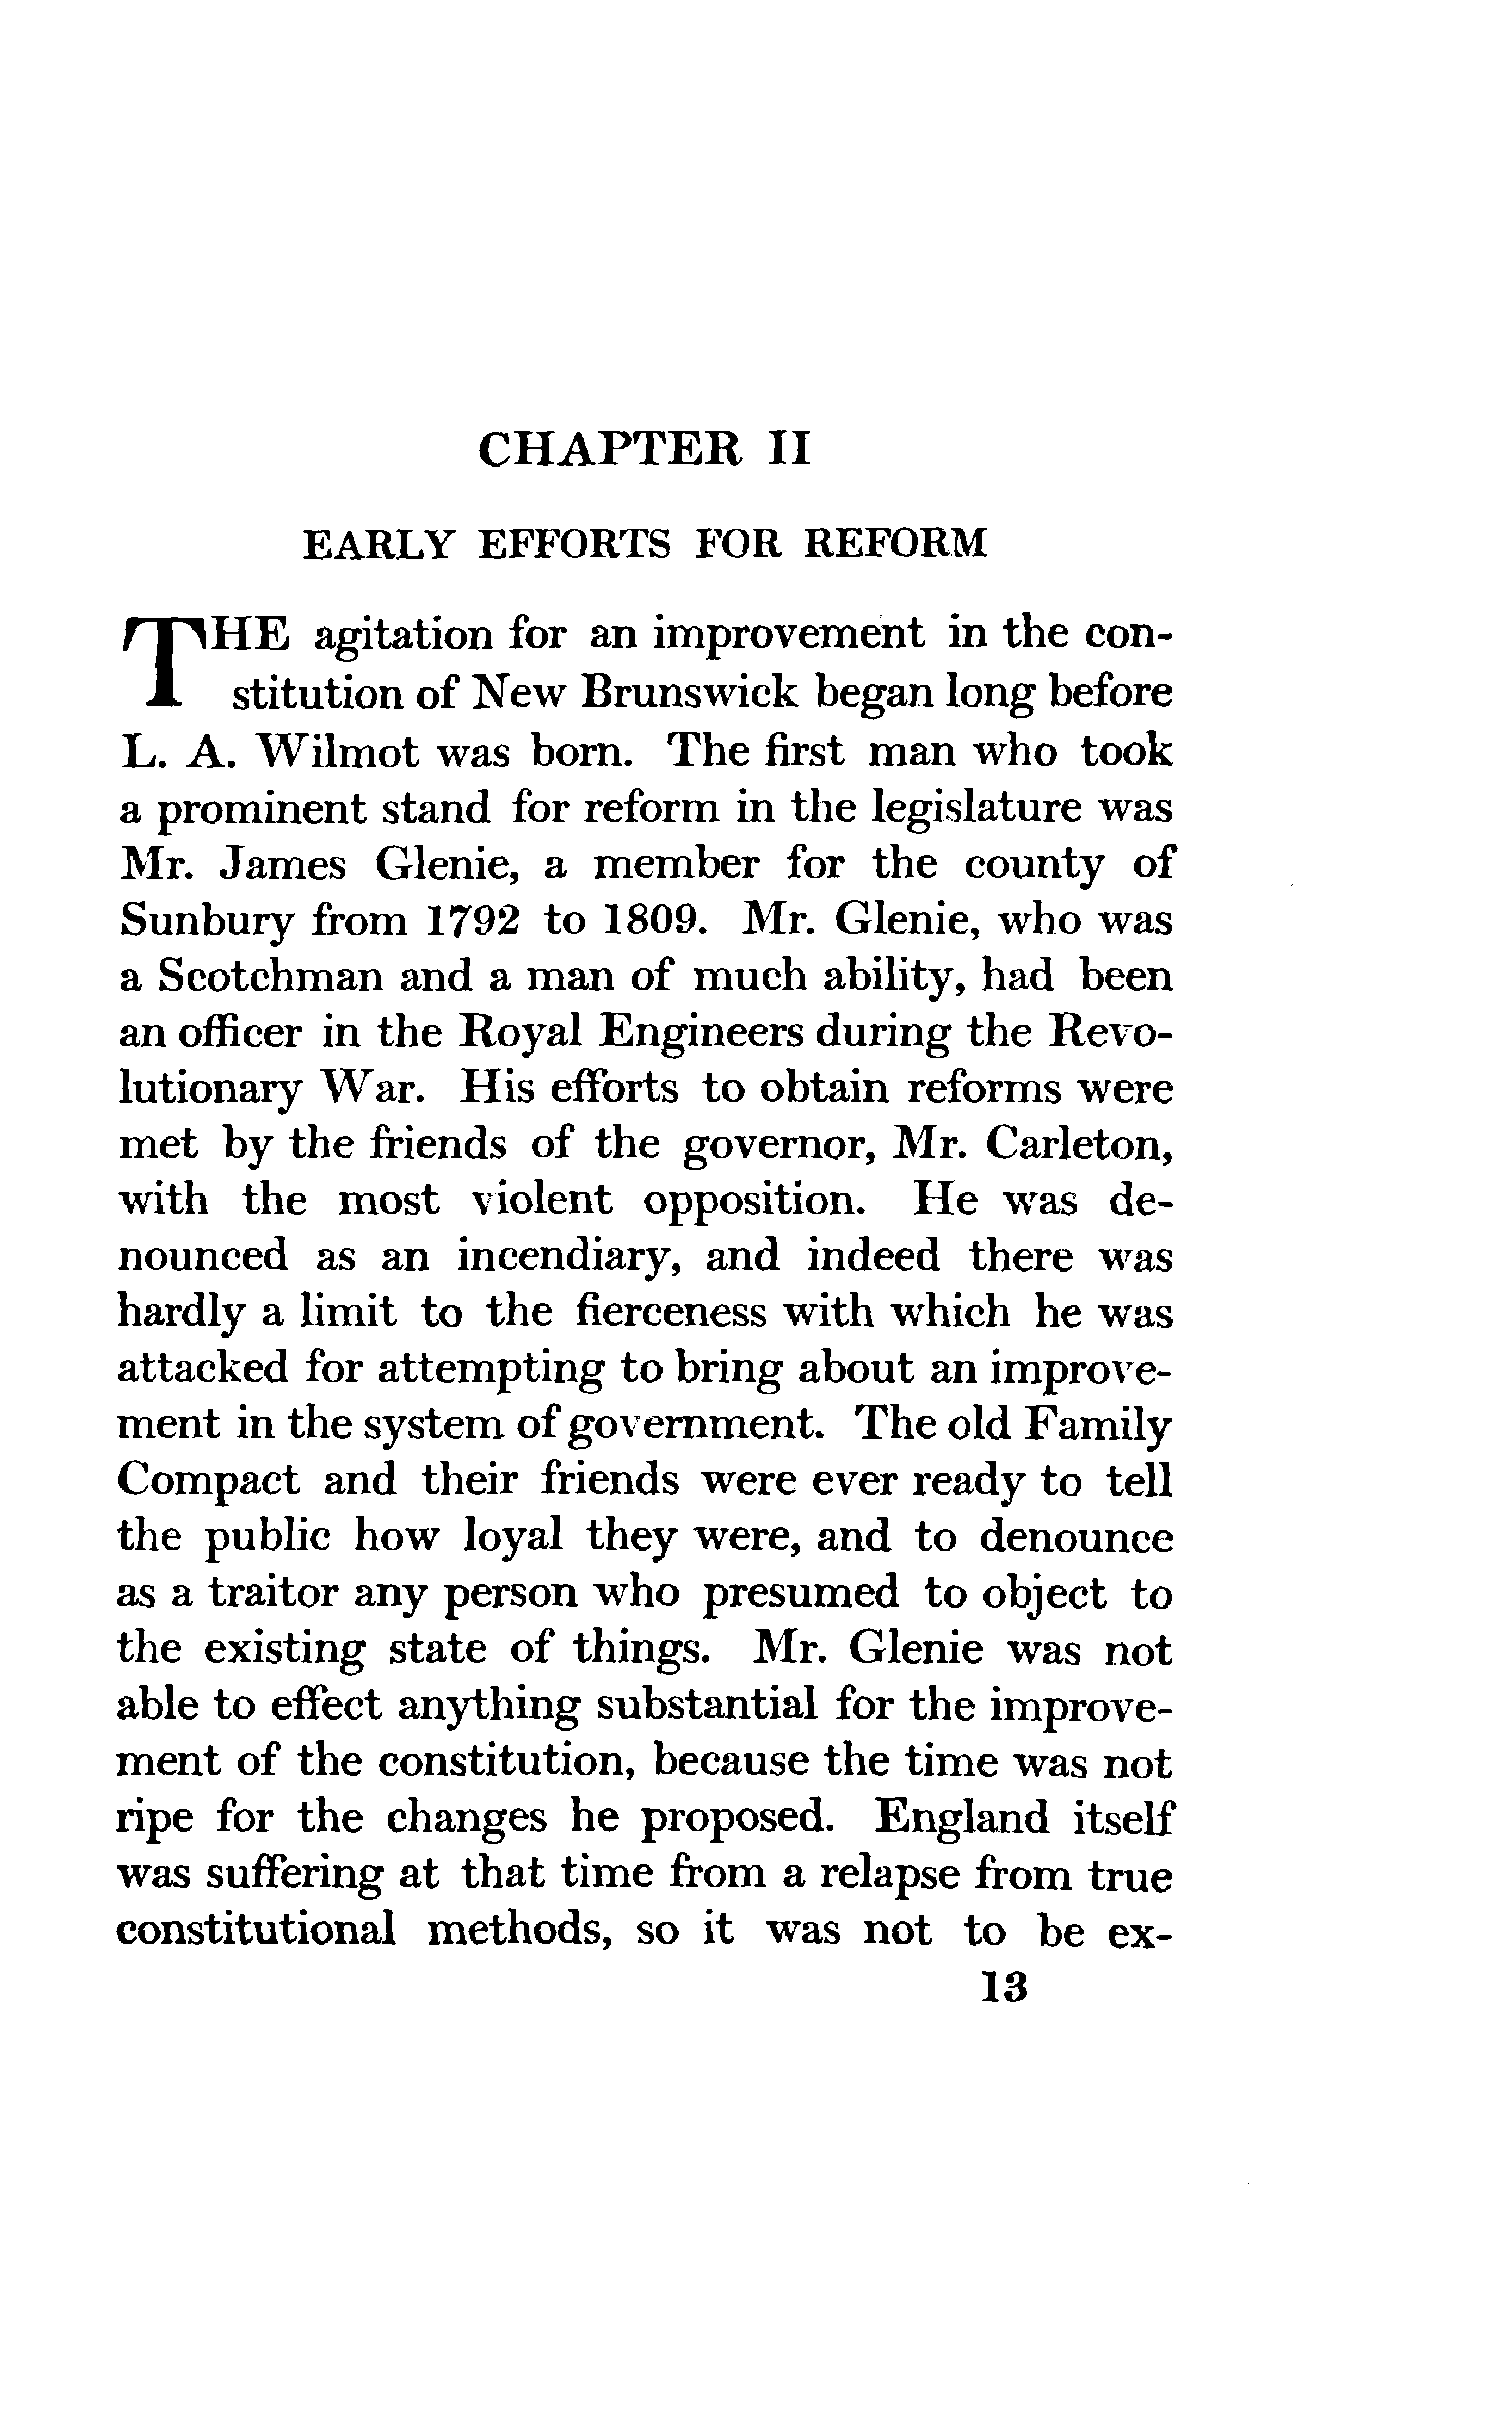 CHAPTER II
EARLY EFFORTS FOR REFORM
THE agitation for an improvement in the con-
stitution of New Brunswick began long before
L. A. Wilmot was born. The first man who took
a prominent stand for reform in the legislature was
Mr. James Glenie, a member for the county of
Sunbury from 1792 to 1809. Mr. Glenie, who was
a Scotchman and a man of much ability, had been
an officer in the Royal Engineers during the Revo-
lutionary War. His efforts to obtain reforms were
met by the friends of the governor, Mr. Carleton,
with the most violent opposition. He was de-
nounced as an incendiary, and indeed there was
hardly a limit to the fierceness with which he was
attacked for attempting to bring about an improve-
ment in the system of government. The old Family
Compact and their friends were ever ready to tell
the public how loyal they were, and to denounce
as a traitor any person who presumed to object to
the existing state of things. Mr. Glenie was not
able to effect anything substantial for the improve-
ment of the constitution, because the time was not
ripe for the changes he proposed. England itself
was suffering at that time from a relapse from true
constitutional methods, so it was not to be ex-
13